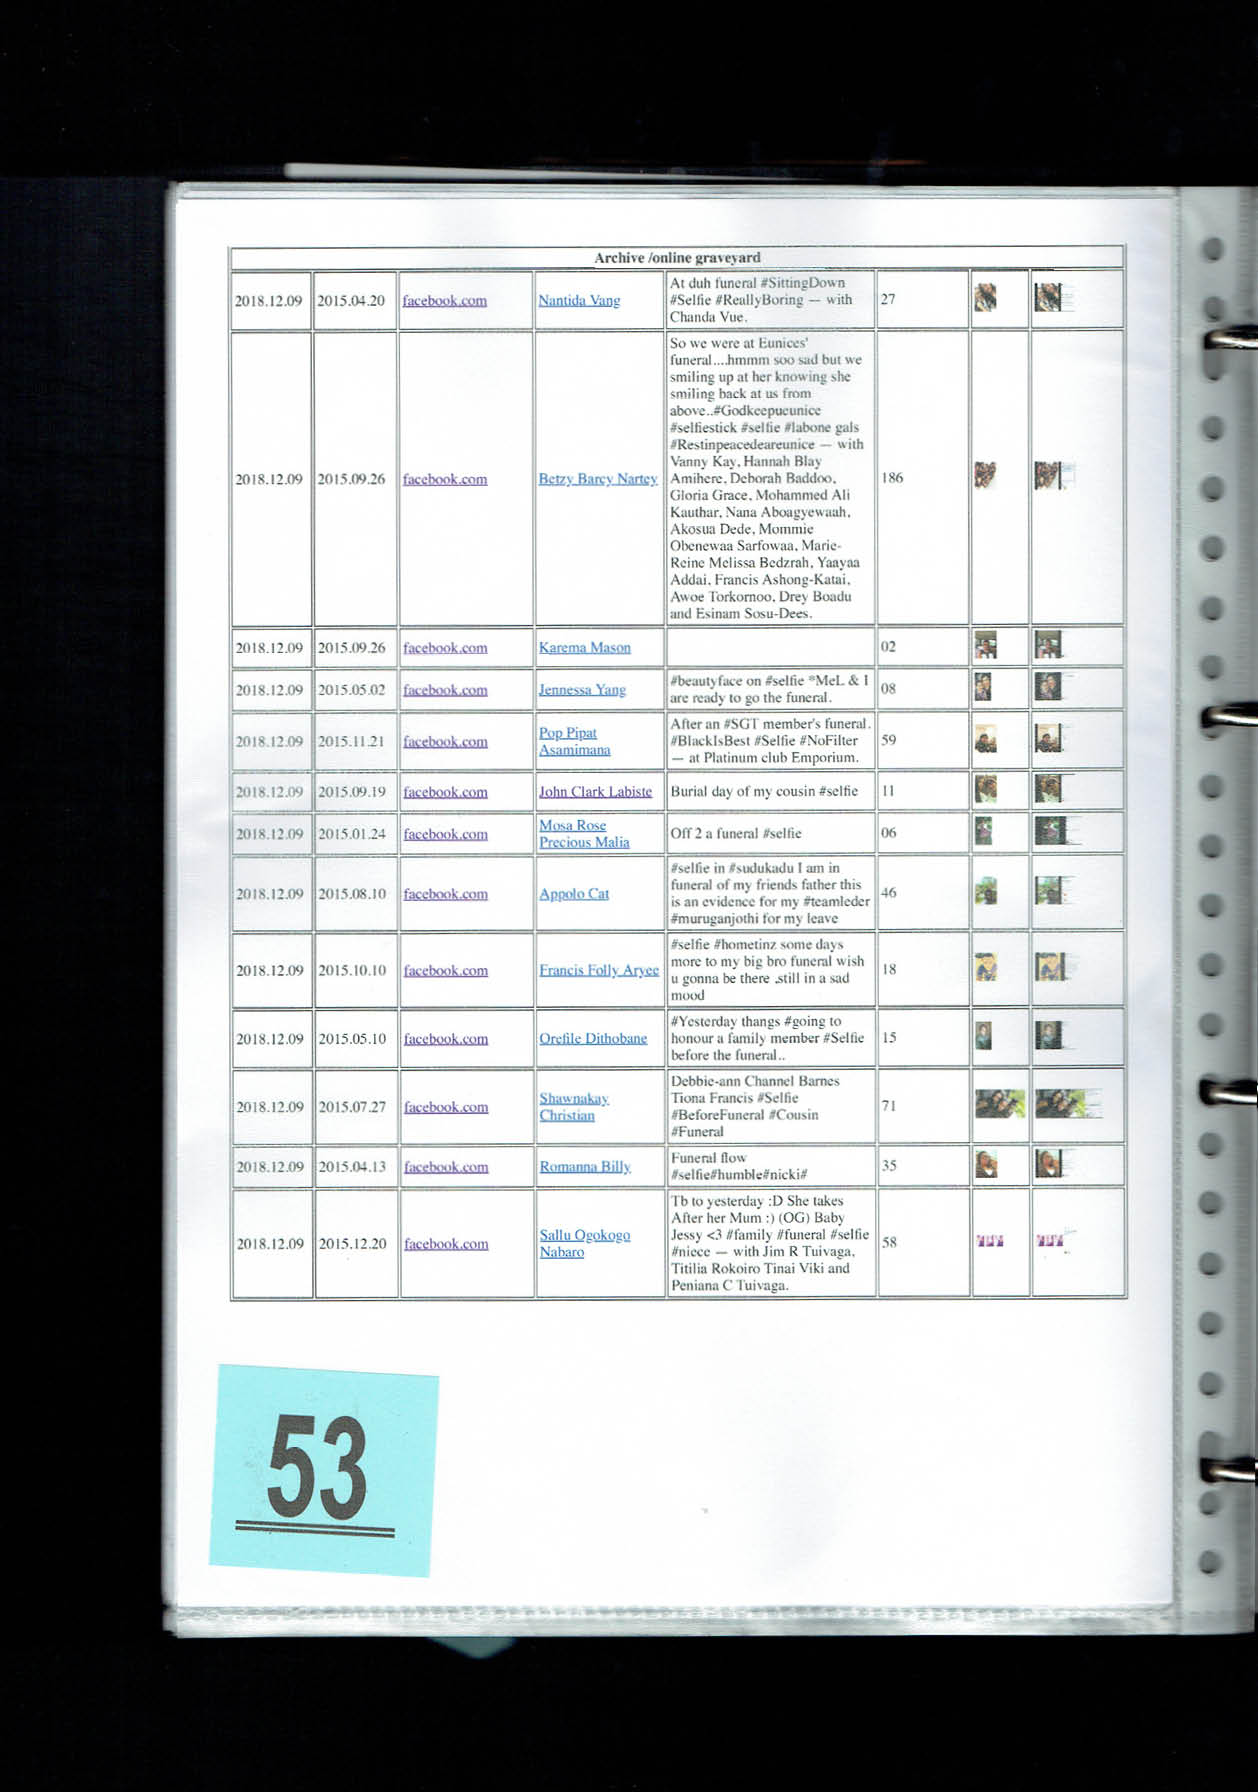 Archive /online graveyard
2018.12.09 2015.04.20 facebook.com Nantida Vang
At duh funeral #SittingDown
#Selfie #ReallyBoring — with
Chanda Vue.
27
2018.12.09 2015.09.26 facebook.com Betzy Barcy Nartey
So we were at Eunices'
funeral....hmmm soo sad but we
smiling up at her knowing she
smiling back at us from
above..#Godkeepueunice
#selfiestick #selfie #labone gals
#Restinpeacedeareunice — with
Vanny Kay, Hannah Blay
Amihere, Deborah Baddoo,
Gloria Grace, Mohammed Ali
Kauthar, Nana Aboagyewaah,
Akosua Dede, Mommie
Obenewaa Sarfowaa, Marie-
Reine Melissa Bedzrah, Yaayaa
Addai, Francis Ashong-Katai,
Awoe Torkornoo, Drey Boadu
and Esinam Sosu-Dees.
186
2018.12.09 2015.09.26 facebook.com Karema Mason 02
2018.12.09 2015.05.02 facebook.com Jennessa Yang
#beautyface on #selfie *MeL & I
are ready to go the funeral.
08
2018.12.09 2015.11.21 facebook.com
Pop Pipat
Asamimana
After an #SGT member's funeral.
#BlackIsBest #Selfie #NoFilter
— at Platinum club Emporium.
59
2018.12.09 2015.09.19 facebook.com John Clark Labiste Burial day of my cousin #selfie 11
2018.12.09 2015.01.24 facebook.com
Mosa Rose
Precious Malia
Off 2 a funeral #selfie 06
2018.12.09 2015.08.10 facebook.com Appolo Cat
#selfie in #sudukadu I am in
funeral of my friends father this
is an evidence for my #teamleder
#muruganjothi for my leave
46
2018.12.09 2015.10.10 facebook.com Francis Folly Aryee
#selfie #hometinz some days
more to my big bro funeral wish
u gonna be there ,still in a sad
mood
18
2018.12.09 2015.05.10 facebook.com Orefile Dithobane
#Yesterday thangs #going to
honour a family member #Selfie
before the funeral..
15
2018.12.09 2015.07.27 facebook.com
Shawnakay
Christian
Debbie-ann Channel Barnes
Tiona Francis #Selfie
#BeforeFuneral #Cousin
#Funeral
71
2018.12.09 2015.04.13 facebook.com Romanna Billy
Funeral flow
#selfie#humble#nicki#
35
2018.12.09 2015.12.20 facebook.com
Sallu Ogokogo
Nabaro
Tb to yesterday :D She takes
After her Mum :) (OG) Baby
Jessy <3 #family #funeral #selfie
#niece — with Jim R Tuivaga,
Titilia Rokoiro Tinai Viki and
Peniana C Tuivaga.
58
53